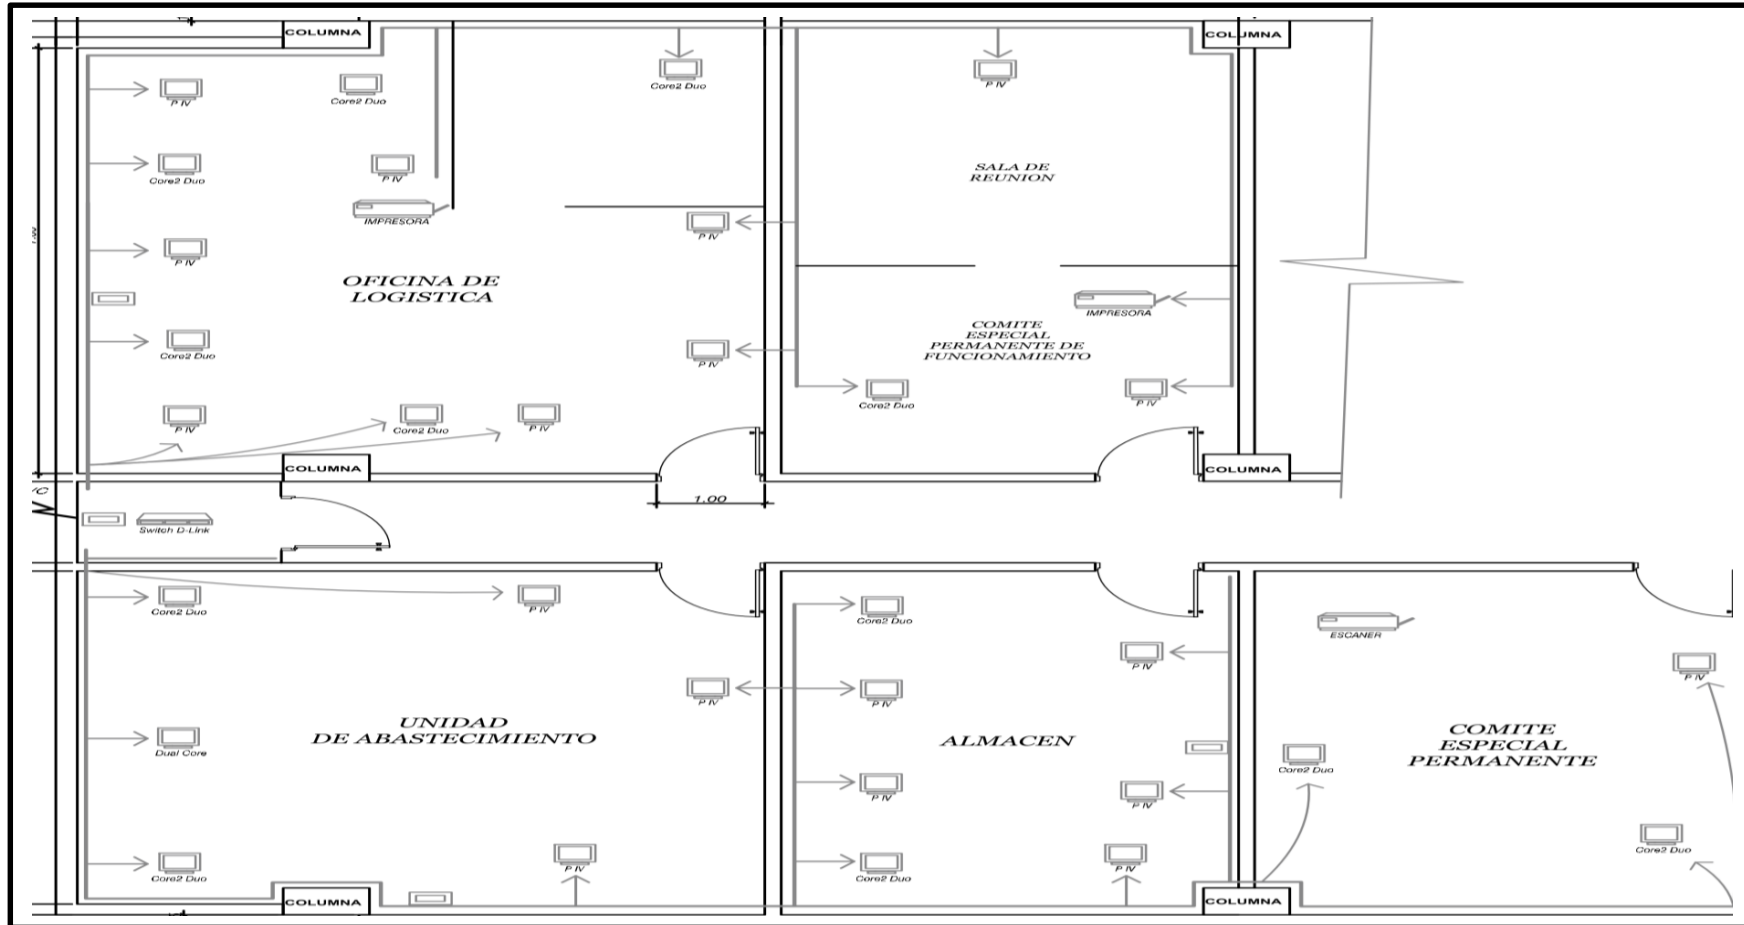 COLUMNA
COLUMNA
P IV
Core2 Duo
Core2 Duo
P IV
Core2 Duo
P IV
SALA DE
REUNION
IMPRESORA
P IV
P IV
OFICINA DE
LOGISTICA
IMPRESORA
COMITE
ESPECIAL
PERMANENTE DE
FUNCIONAMIENTO
Core2 Duo
P IV
Core2 Duo
P IV
P IV
Core2 Duo
P IV
COLUMNA
COLUMNA
1.00
Switch D-Link
Core2 Duo
P IV
Core2 Duo
ESCANER
P IV
P IV
P IV
P IV
UNIDAD
DE ABASTECIMIENTO
ALMACEN
COMITE
ESPECIAL
PERMANENTE
Dual Core
Core2 Duo
P IV
P IV
Core2 Duo
Core2 Duo
P IV
Core2 Duo
P IV
COLUMNA
COLUMNA